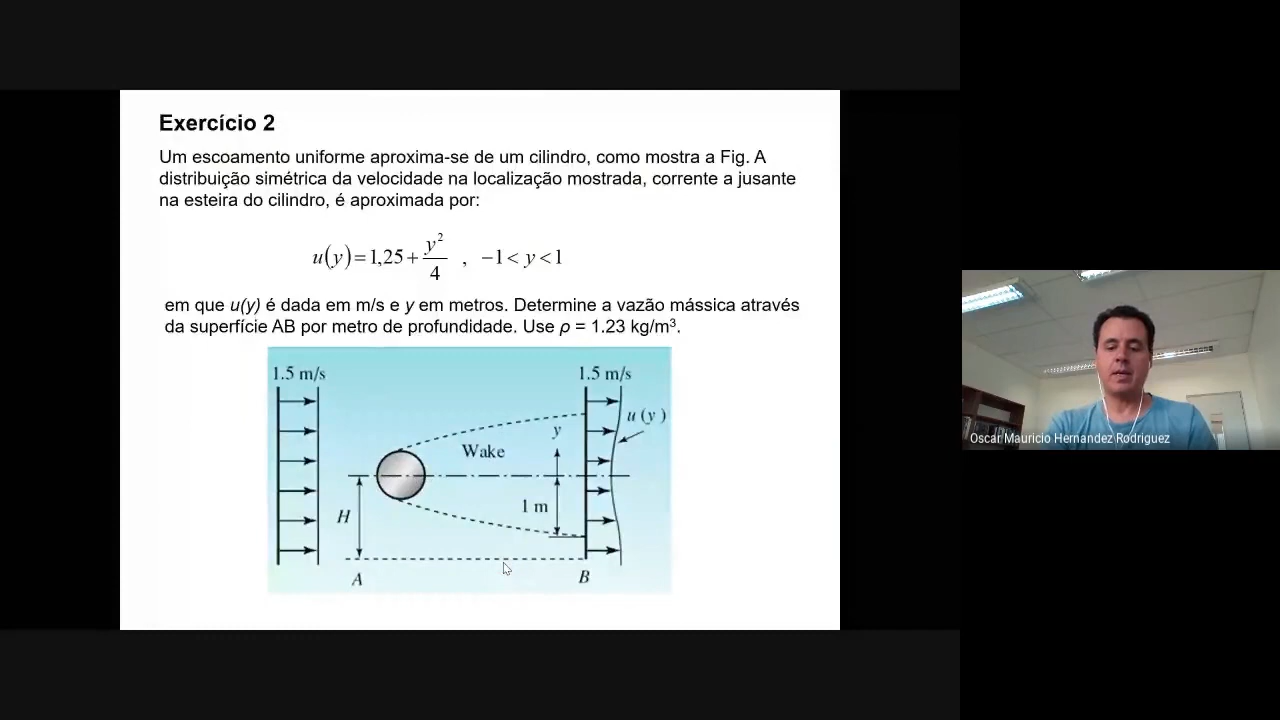 Exercício 2
Um escoamento uniforme aproxima-se de um cilindro, como mostra a Fig. A
distribuição simétrica da velocidade na localização mostrada, corrente a jusante
na esteira do cilindro, é aproximada por:
u(y)=1,25+y²/4 , −1<y<1
em que u(y) é dada em m/s e y em metros. Determine a vazão mássica através
da superfície AB por metro de profundidade. Use ρ = 1.23 kg/m³.
1.5 m/s 1.5 m/s
u(y)
y
Wake
1 m
H
A B
Oscar Mauricio Hernandez Rodriguez